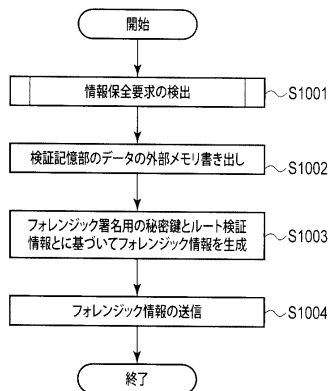 開始
情報保全要求の検出
S1001
検証記憶部のデータの外部メモリ書き出し
S1002
フォレンジック署名用の秘密鍵とルート検証
情報とに基づいてフォレンジック情報を生成
S1003
フォレンジック情報の送信
S1004
終了